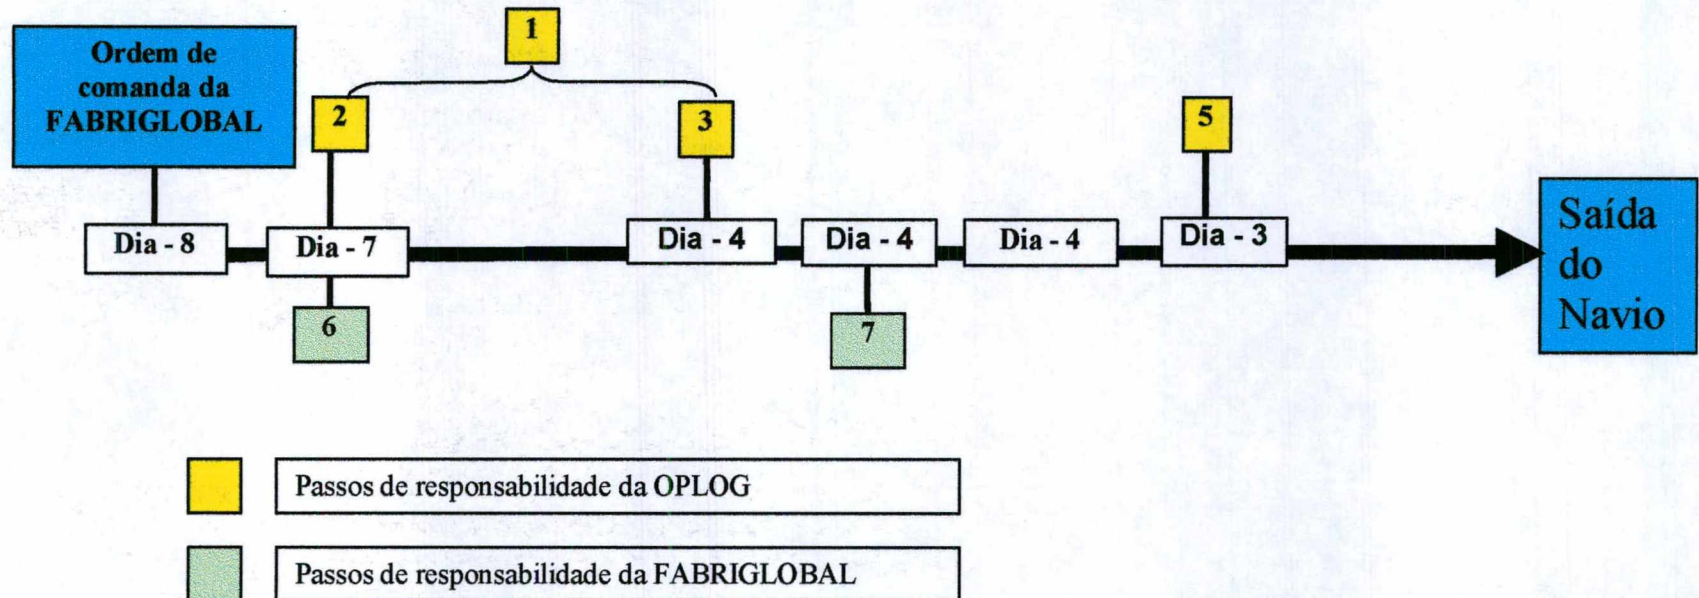 1
Ordem de
comanda da
FABRIGLOBAL
2
3
5
Dia - 8
Dia - 7
Dia - 4
Dia - 4
Dia - 4
Dia - 3
Saída
do
Navio
6
7
Passos de responsabilidade da OPLOG
Passos de responsabilidade da FABRIGLOBAL